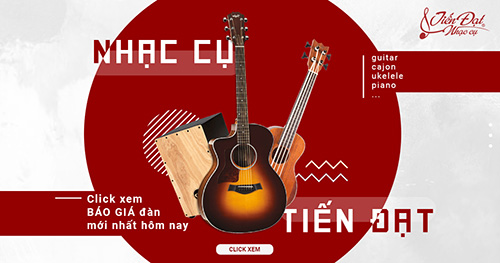 Tiến Đạt
Nhạc cụ
NHẠC CỤ
guitar
cajon
ukelele
piano
...
Click xem
BÁO GIÁ đàn
mới nhất hôm nay
TIẾN ĐẠT
CLICK XEM